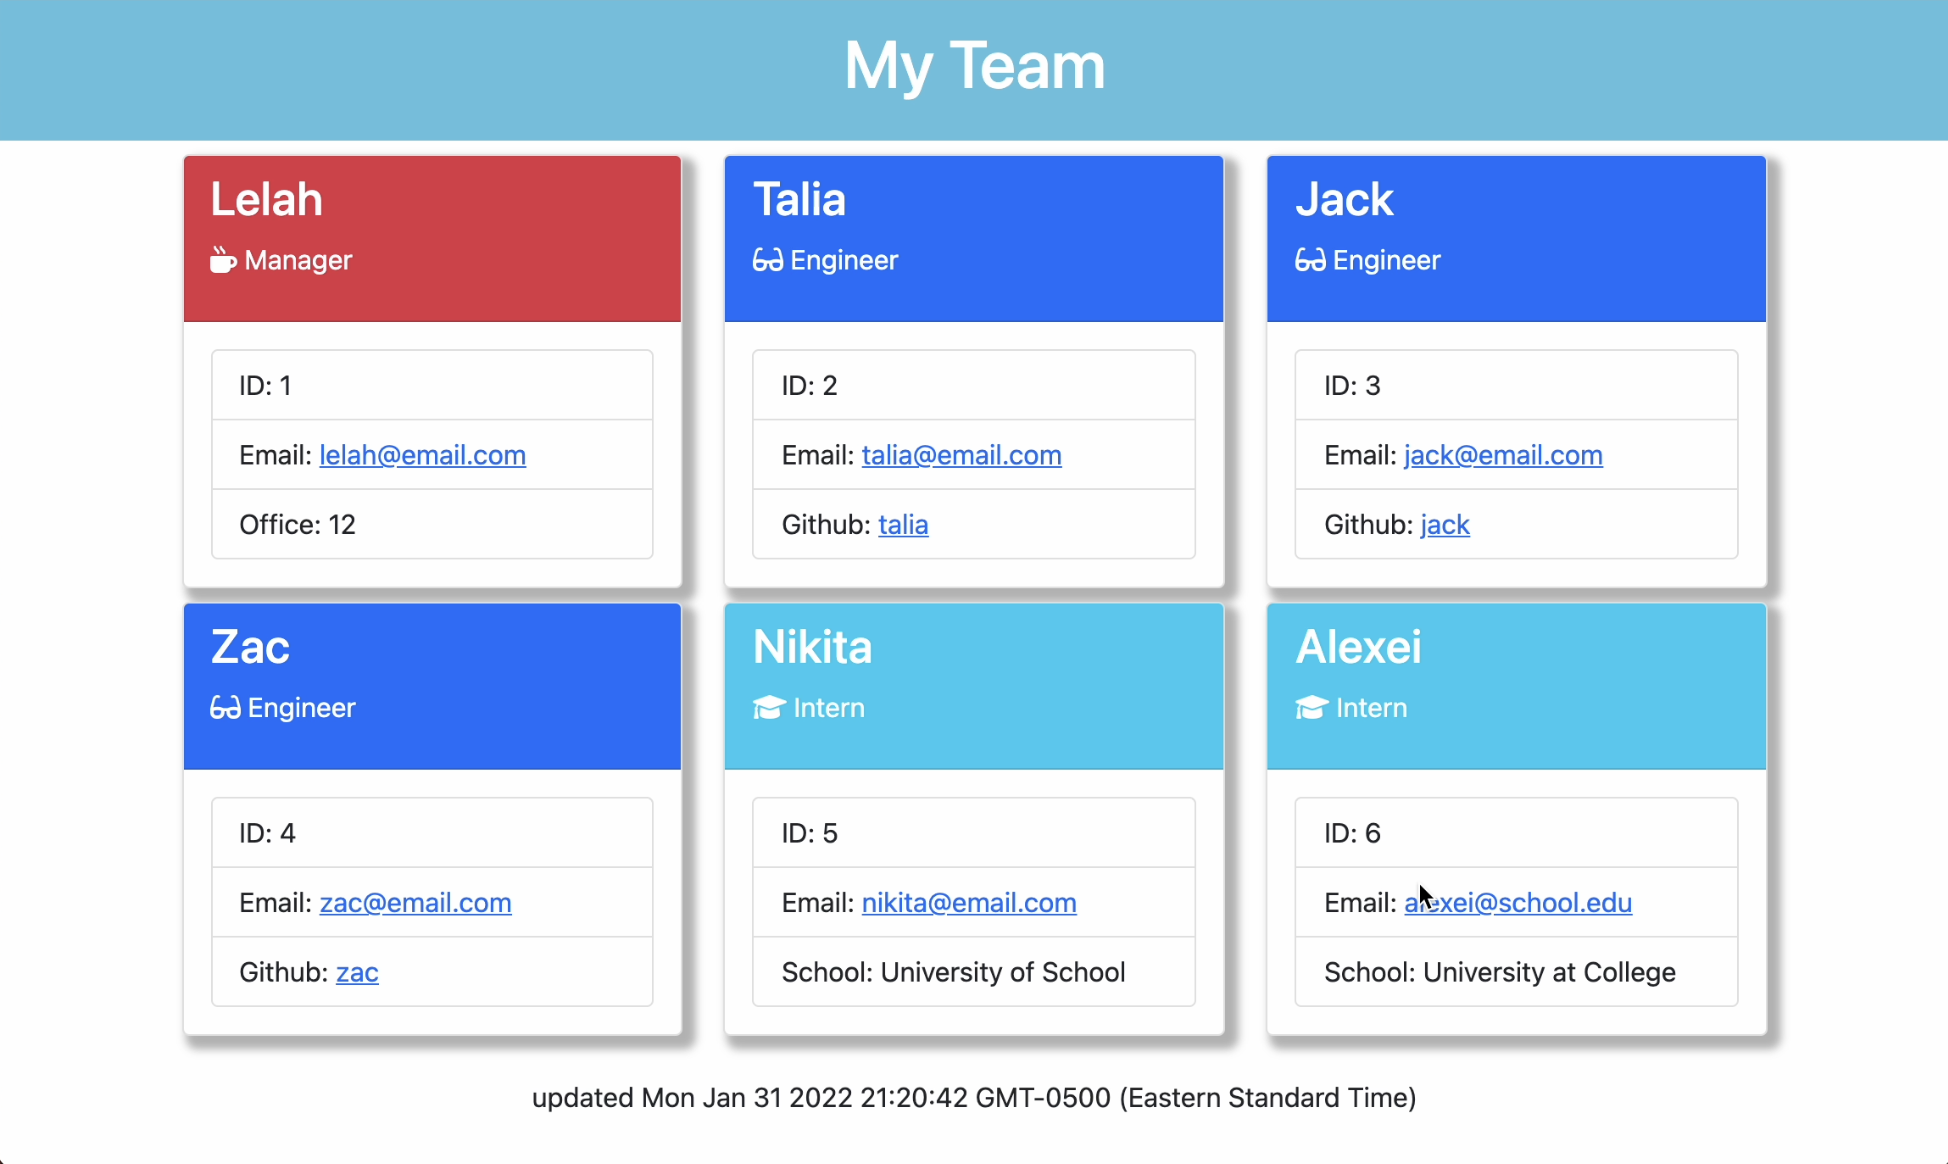 My Team
Lelah
Manager
ID: 1
Email: lelah@email.com
Office: 12
Talia
Engineer
ID: 2
Email: talia@email.com
Github: talia
Jack
Engineer
ID: 3
Email: jack@email.com
Github: jack
Zac
Engineer
ID: 4
Email: zac@email.com
Github: zac
Nikita
Intern
ID: 5
Email: nikita@email.com
School: University of School
Alexei
Intern
ID: 6
Email: alexei@school.edu
School: University at College
updated Mon Jan 31 2022 21:20:42 GMT-0500 (Eastern Standard Time)